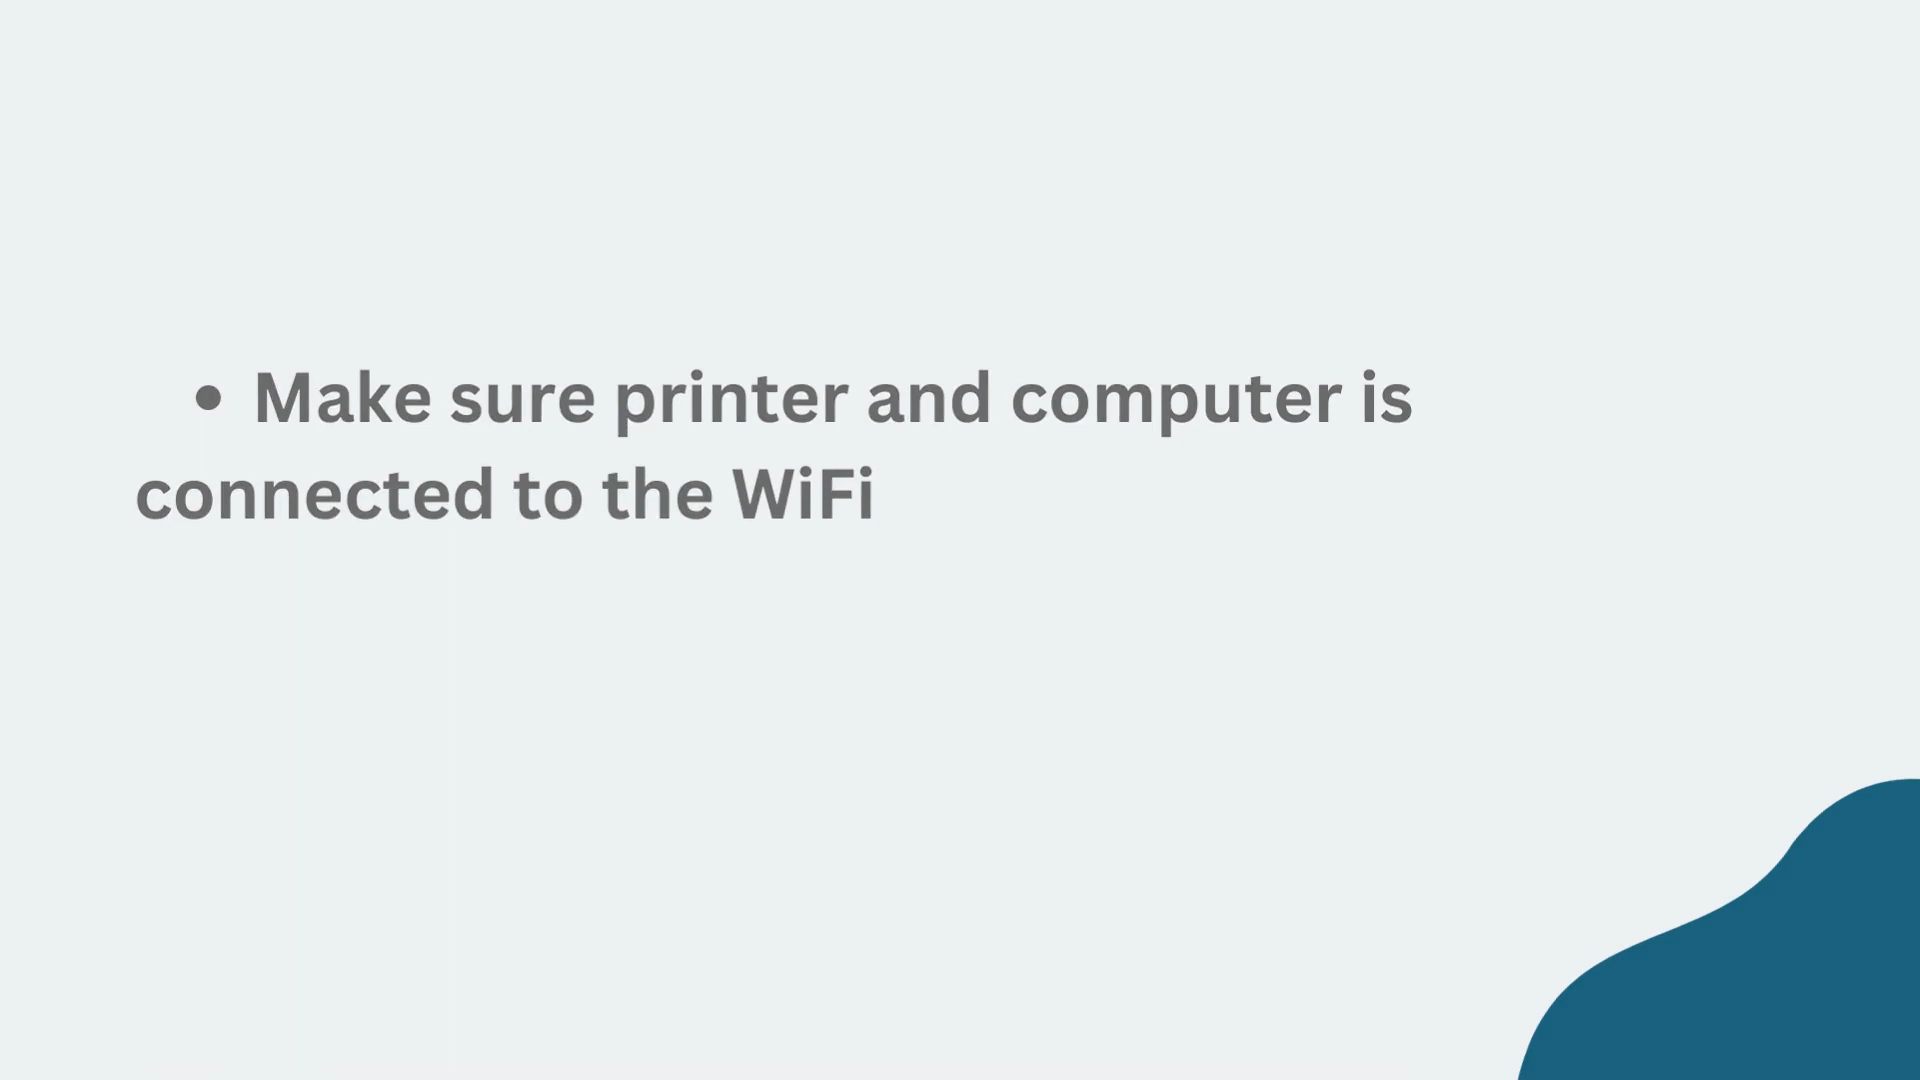 • Make sure printer and computer is
connected to the WiFi